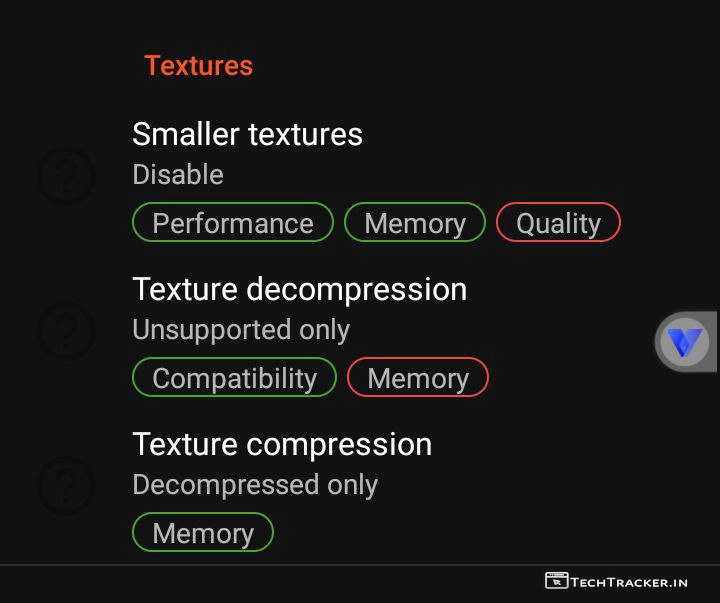 Textures
Smaller textures
Disable
Performance Memory Quality
Texture decompression
Unsupported only
Compatibility Memory
Texture compression
Decompressed only
Memory
TECHTRACKER.IN